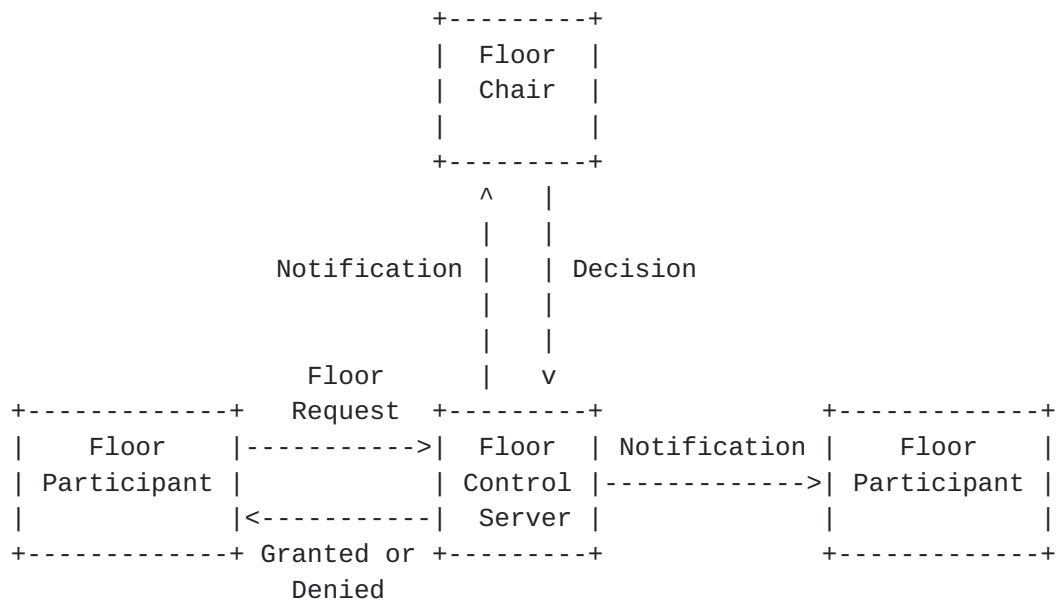 +---------+
|  Floor  |
|  Chair  |
|         |
+---------+
^   |
|   |
Notification |   | Decision
|   |
|   |
Floor      |   v
+-------------+   Request  +---------+              +-------------+
|    Floor    |----------->|  Floor  | Notification |    Floor    |
| Participant |            | Control |------------->| Participant |
|             |<-----------|  Server |              |             |
+-------------+ Granted or +---------+              +-------------+
Denied